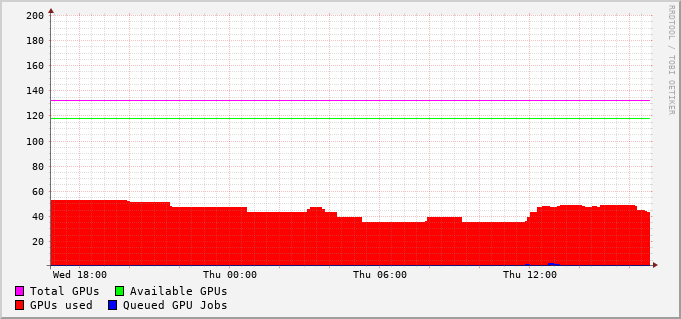 RRDTOOL / TOBI OETIKER
200
180
160
140
120
100
80
60
40
20
Wed 18:00 Thu 00:00 Thu 06:00 Thu 12:00
Total GPUs Available GPUs
GPUs used Queued GPU Jobs